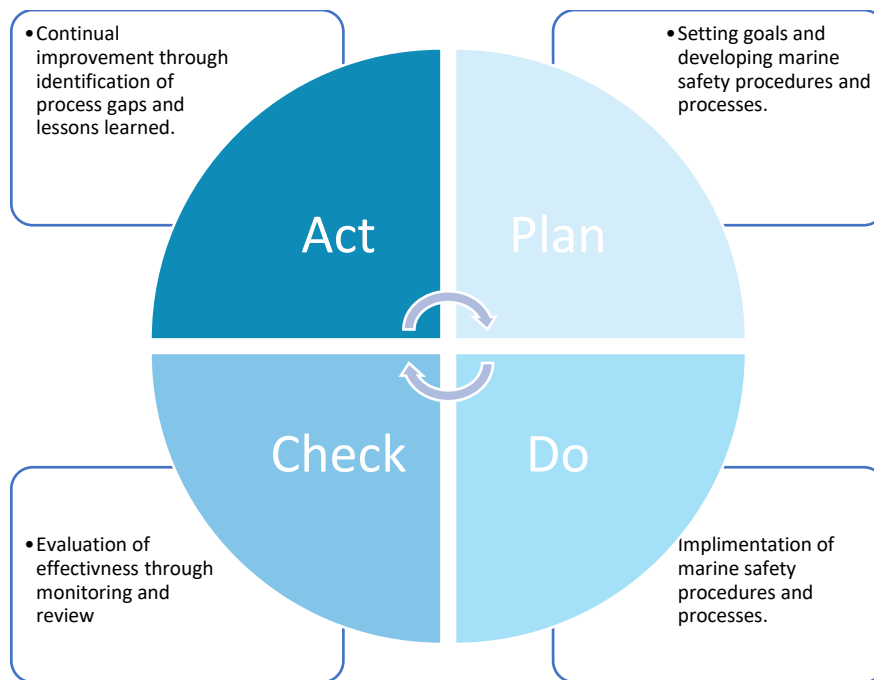 •Continual
improvement through
identification of
process gaps and
lessons learned.
•Setting goals and
developing marine
safety procedures and
processes.
Act
Plan
Check
Do
•Evaluation of
effectivness through
monitoring and
review
Implimentation of
marine safety
procedures and
processes.